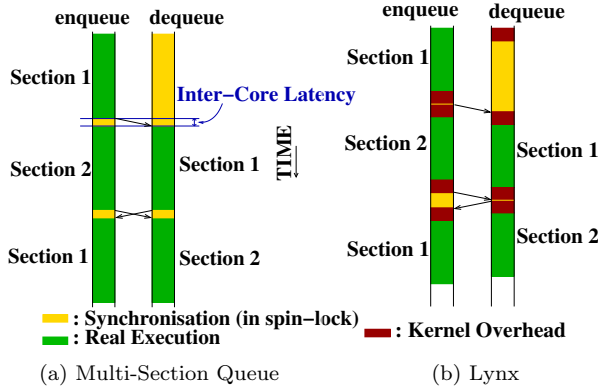 enqueue dequeue
Section 1
Inter-Core Latency
Section 2
Section 1
Section 1
Section 2
TIME
enqueue dequeue
Section 1
Section 2
Section 1
Section 1
Section 2
: Synchronisation (in spin-lock)
: Real Execution
: Kernel Overhead
(a) Multi-Section Queue
(b) Lynx